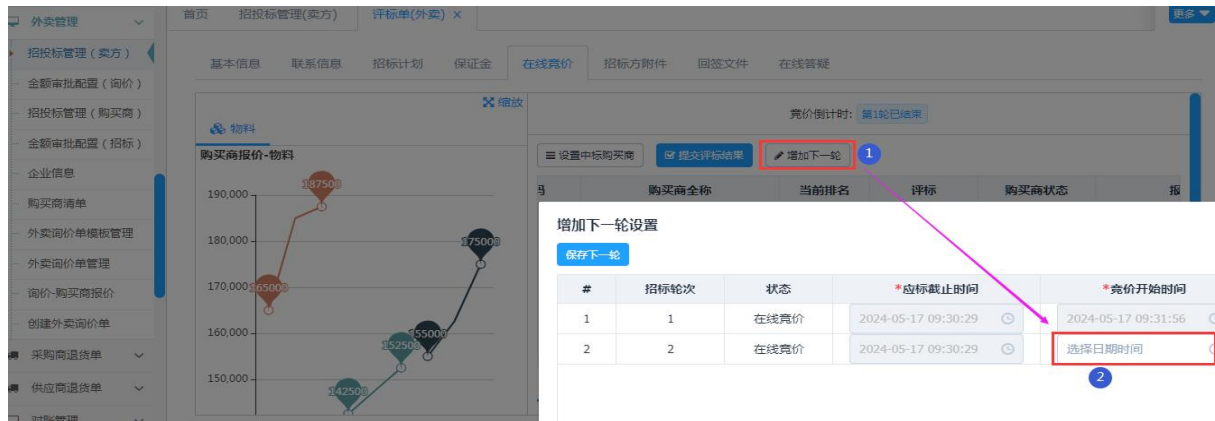 外卖管理
首页
招投标管理(卖方)
评标单(外卖) ×
更多
招投标管理（卖方）
金额审批配置（询价）
招投标管理（购买商）
金额审批配置（招标）
企业信息
购买商清单
外卖询价单模板管理
外卖询价单管理
询价-购买商报价
创建外卖询价单
采购商退货单
供应商退货单
基本信息
联系信息
招标计划
保证金
在线竞价
招标方附件
回签文件
在线答疑
缩放
物料
购买商报价-物料
190,000
180,000
170,000
160,000
150,000
187500
165000
175000
155000
152500
142500
竞价倒计时: 第1轮已结束
设置中标购买商
提交评标结果
增加下一轮
1
购买商全称
当前排名
评标
购买商状态
增加下一轮设置
保存下一轮
# 招标轮次 状态 *应标截止时间 *竞价开始时间
1 1 在线竞价 2024-05-17 09:30:29 2024-05-17 09:31:56
2 2 在线竞价 2024-05-17 09:30:29 选择日期时间
2